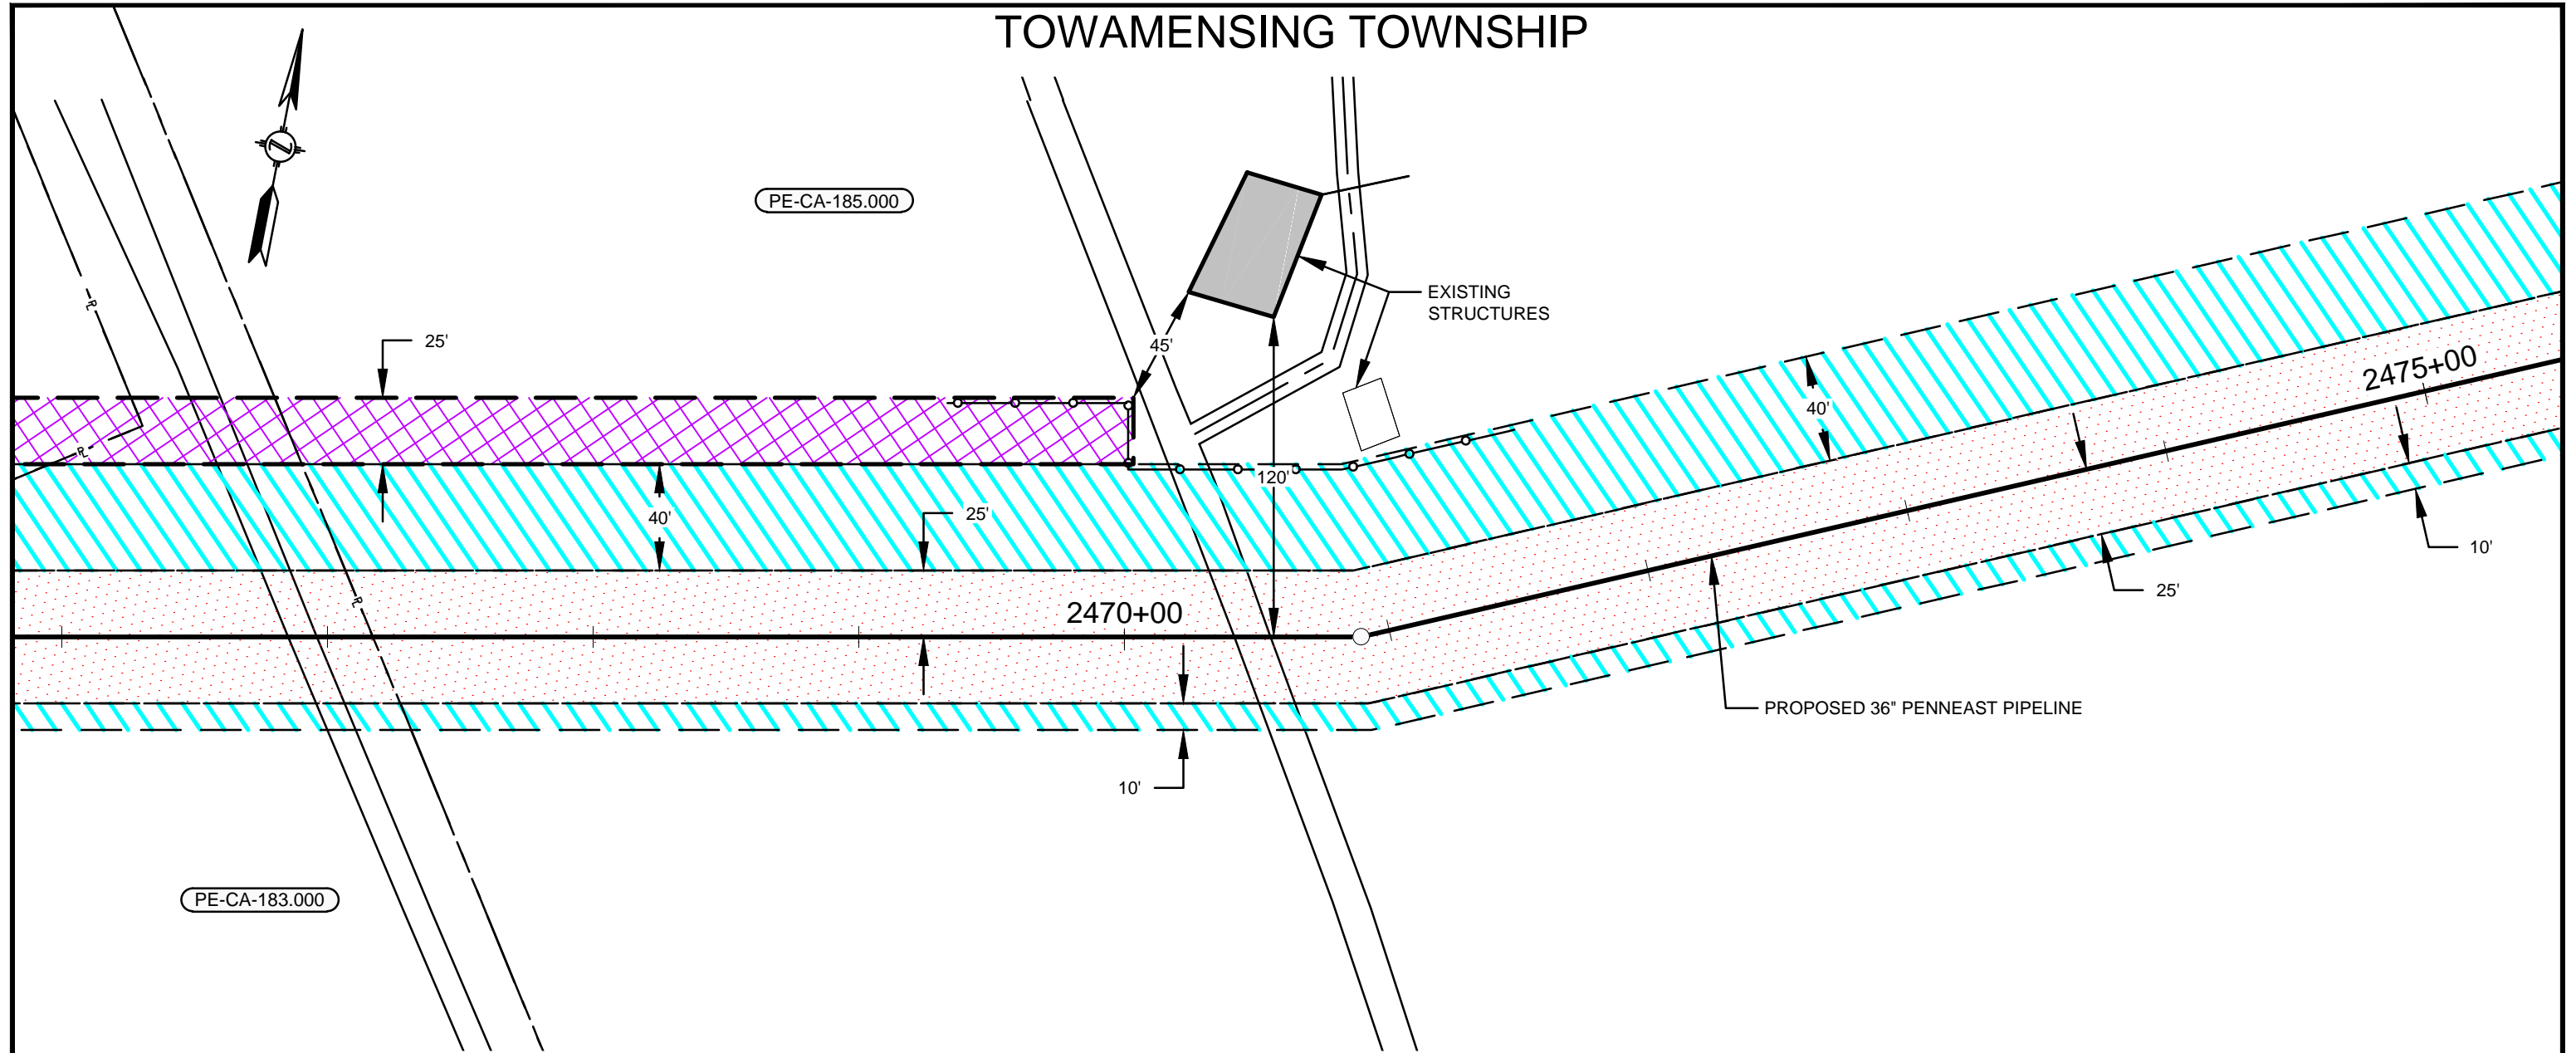 TOWAMENSING TOWNSHIP
PE-CA-185.000
EXISTING
STRUCTURES
25'
45'
2475+00
40'
120'
40'
25'
10'
25'
2470+00
PROPOSED 36" PENNEAST PIPELINE
10'
PE-CA-183.000